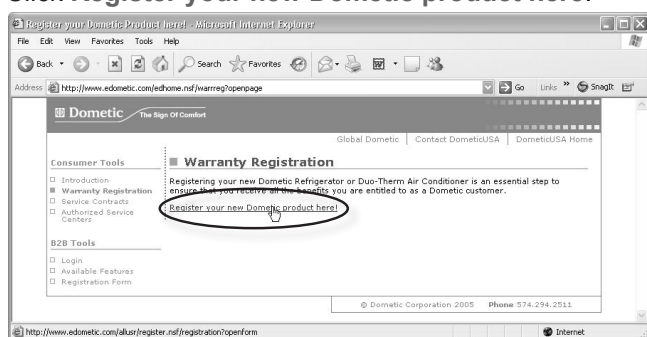 Click Register your new Dometic product here!
Register your Dometic Product here! - Microsoft Internet Explorer
File Edit View Favorites Tools Help
Back Search Favorites
Address http://www.edometic.com/edhome.nsf/warrreg?openpage Go Links » SnagIt
Dometic The Sign Of Comfort
Global Dometic | Contact DometicUSA | DometicUSA Home
Consumer Tools
Introduction
Warranty Registration
Service Contracts
Authorized Service
Centers
B2B Tools
Login
Available Features
Registration Form
Warranty Registration
Registering your new Dometic Refrigerator or Duo-Therm Air Conditioner is an essential step to
ensure that you receive all the benefits you are entitled to as a Dometic customer.
Register your new Dometic product here!
© Dometic Corporation 2005 Phone 574.294.2511
http://www.edometic.com/allusr/register.nsf/registration?openform Internet